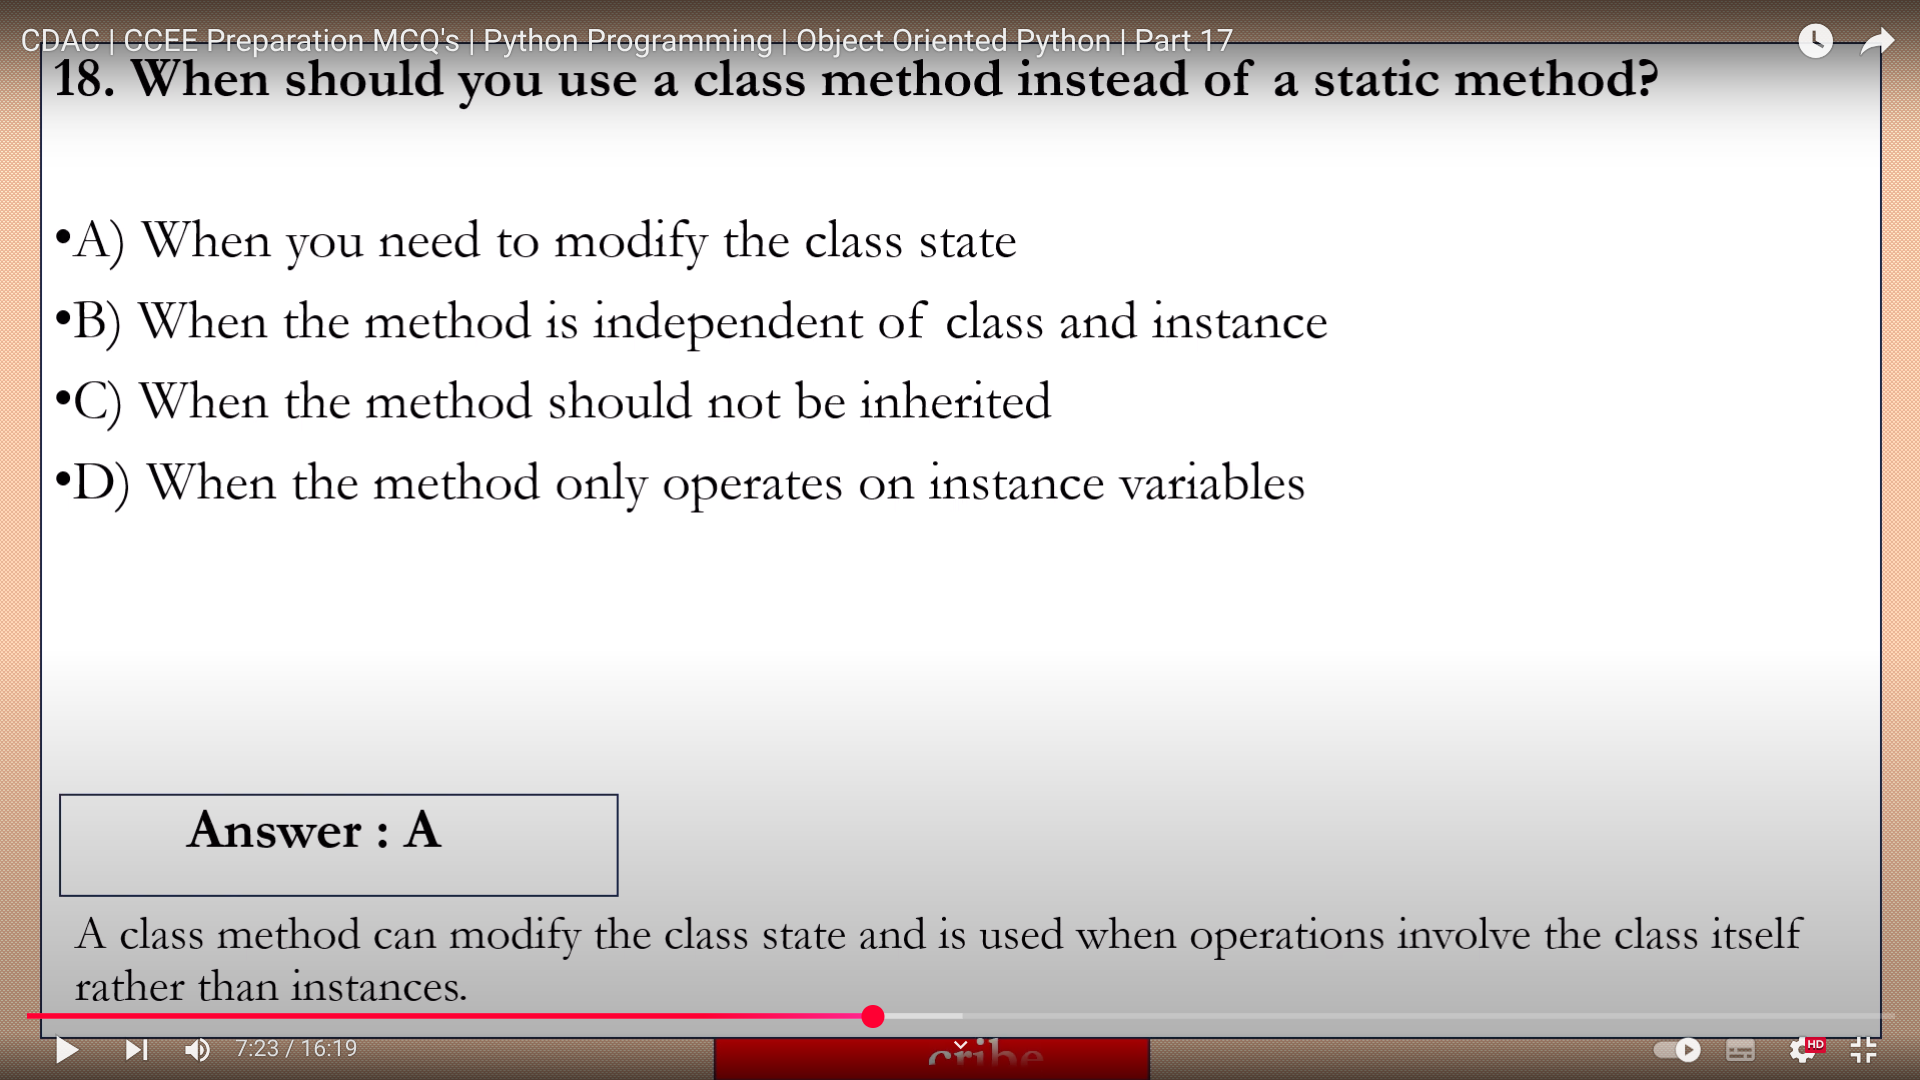 CDAC | CCEE Preparation MCQ's | Python Programming | Object Oriented Python | Part 17
18. When should you use a class method instead of a static method?
•A) When you need to modify the class state
•B) When the method is independent of class and instance
•C) When the method should not be inherited
•D) When the method only operates on instance variables
Answer : A
A class method can modify the class state and is used when operations involve the class itself
rather than instances.
7:23 / 16:19
HD